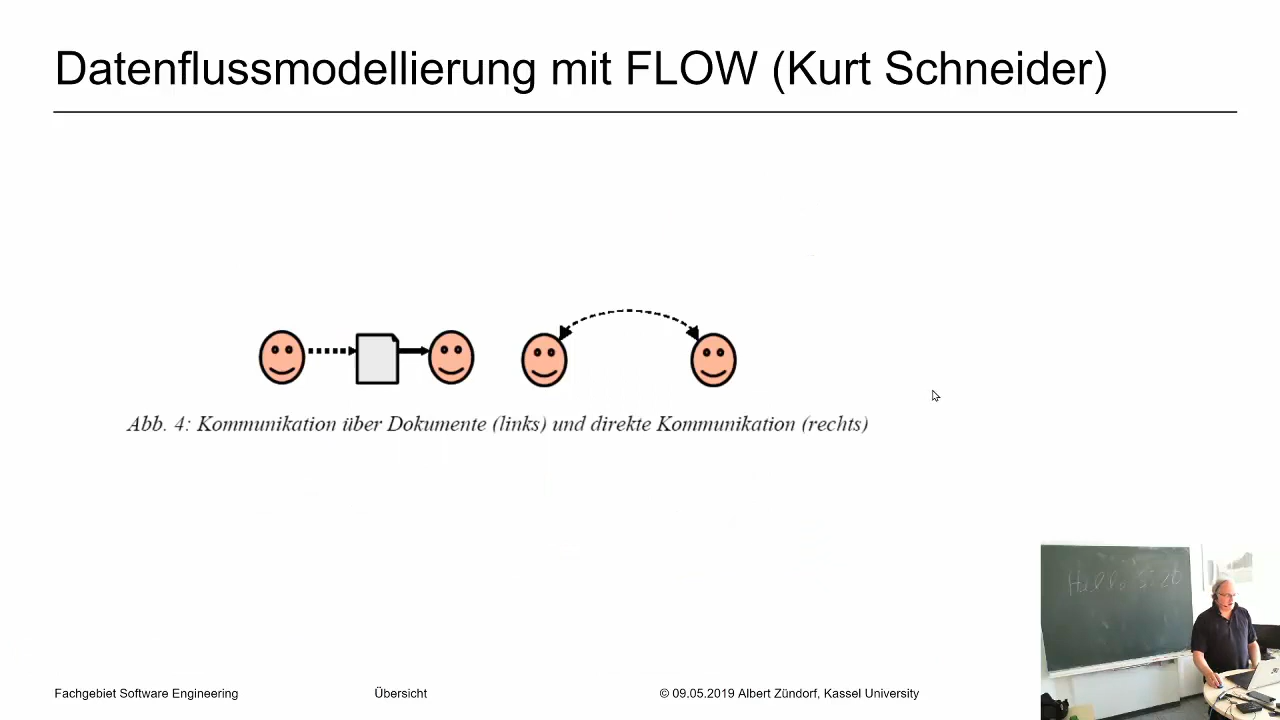 Datenflussmodellierung mit FLOW (Kurt Schneider)
Abb. 4: Kommunikation über Dokumente (links) und direkte Kommunikation (rechts)
Hello
Fachgebiet Software Engineering
Übersicht
© 09.05.2019 Albert Zündorf, Kassel University